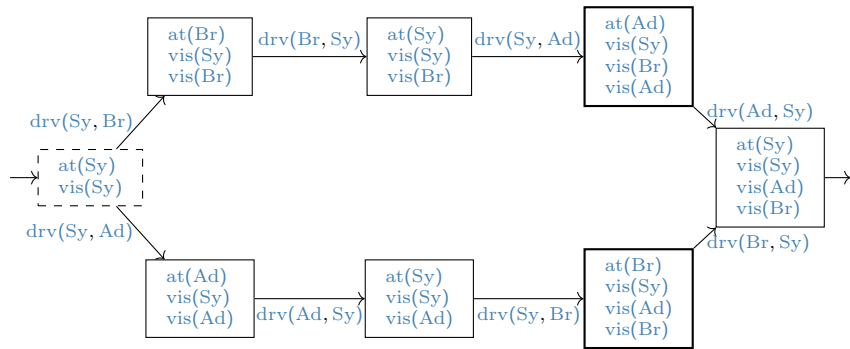 at(Br)
vis(Sy)
vis(Br)
drv(Br, Sy)
at(Sy)
vis(Sy)
vis(Br)
drv(Sy, Ad)
at(Ad)
vis(Sy)
vis(Br)
vis(Ad)
drv(Sy, Br)
drv(Ad, Sy)
at(Sy)
vis(Sy)
at(Sy)
vis(Sy)
vis(Ad)
vis(Br)
drv(Sy, Ad)
drv(Br, Sy)
at(Ad)
vis(Sy)
vis(Ad)
drv(Ad, Sy)
at(Sy)
vis(Sy)
vis(Ad)
drv(Sy, Br)
at(Br)
vis(Sy)
vis(Ad)
vis(Br)